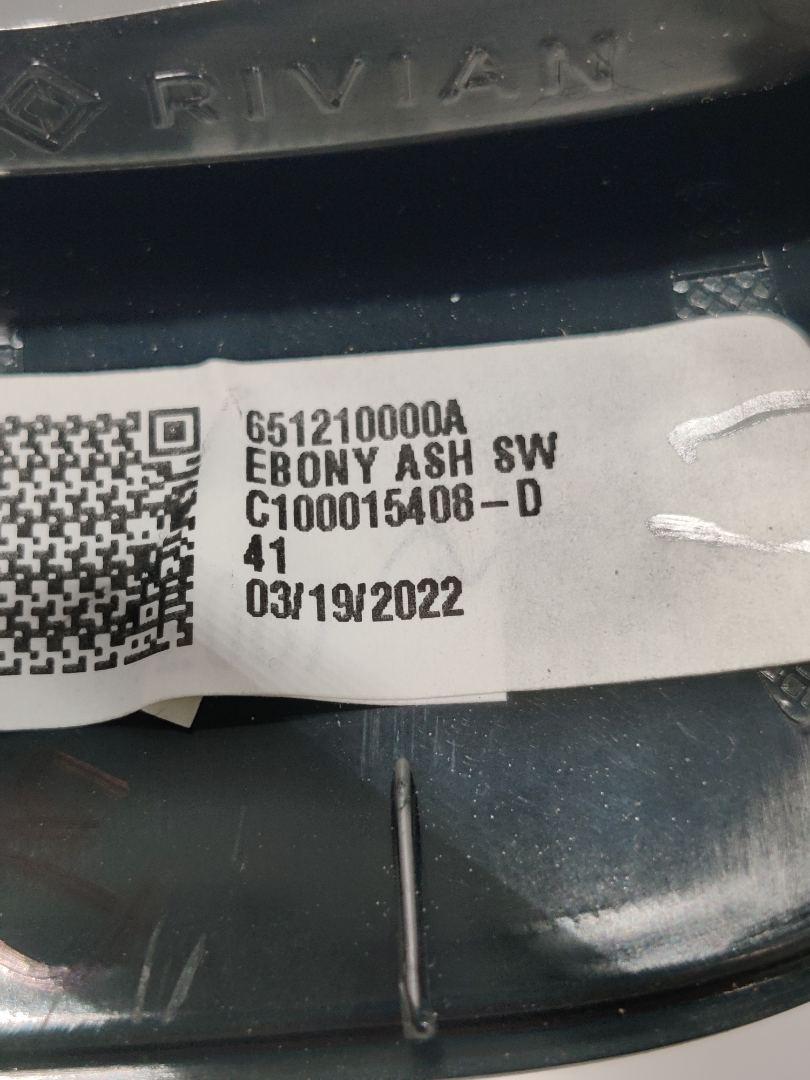 RIVIAN
651210000A
EBONY ASH SW
C100015408-D
41
03/19/2022